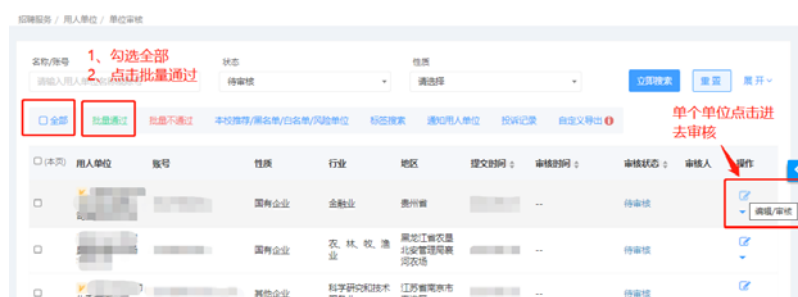 招聘服务 / 用人单位 / 单位审核
1、勾选全部
2、点击批量通过
名称/账号 状态 性质
待审核 请选择 立即搜索 重置 展开
全部 批量通过 批量不通过 本校推荐/黑名单/白名单/风险单位 标签搜索 通知用人单位 投诉记录 自定义导出
单个单位点击进
去审核
(本页) 用人单位 账号 性质 行业 地区 提交时间 审核时间 审核状态 审核人 操作
国有企业 金融业 贵州省 -- 待审核
编辑/审核
国有企业 农、林、牧、渔业 黑龙江省农垦北安管理局襄河农场 -- 待审核
其他企业 科学研究和技术 江苏省南京市 -- 待审核